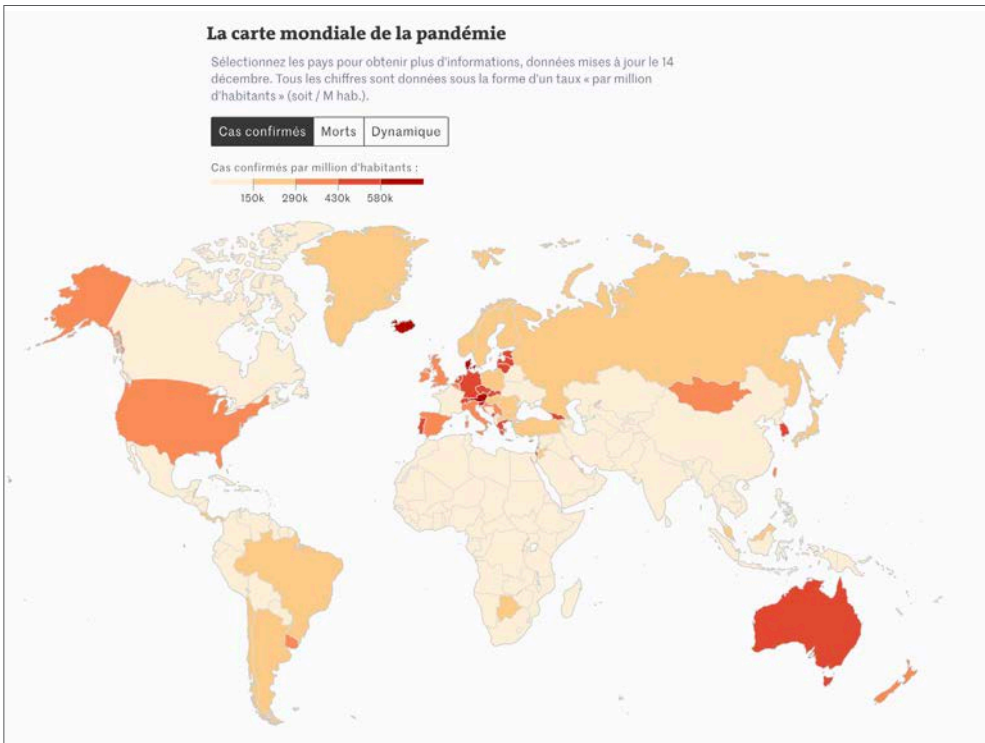 La carte mondiale de la pandémie
Sélectionnez les pays pour obtenir plus d'informations, données mises à jour le 14
décembre. Tous les chiffres sont données sous la forme d'un taux « par million
d'habitants » (soit / M hab.).
Cas confirmés Morts Dynamique
Cas confirmés par million d'habitants :
150k 290k 430k 580k